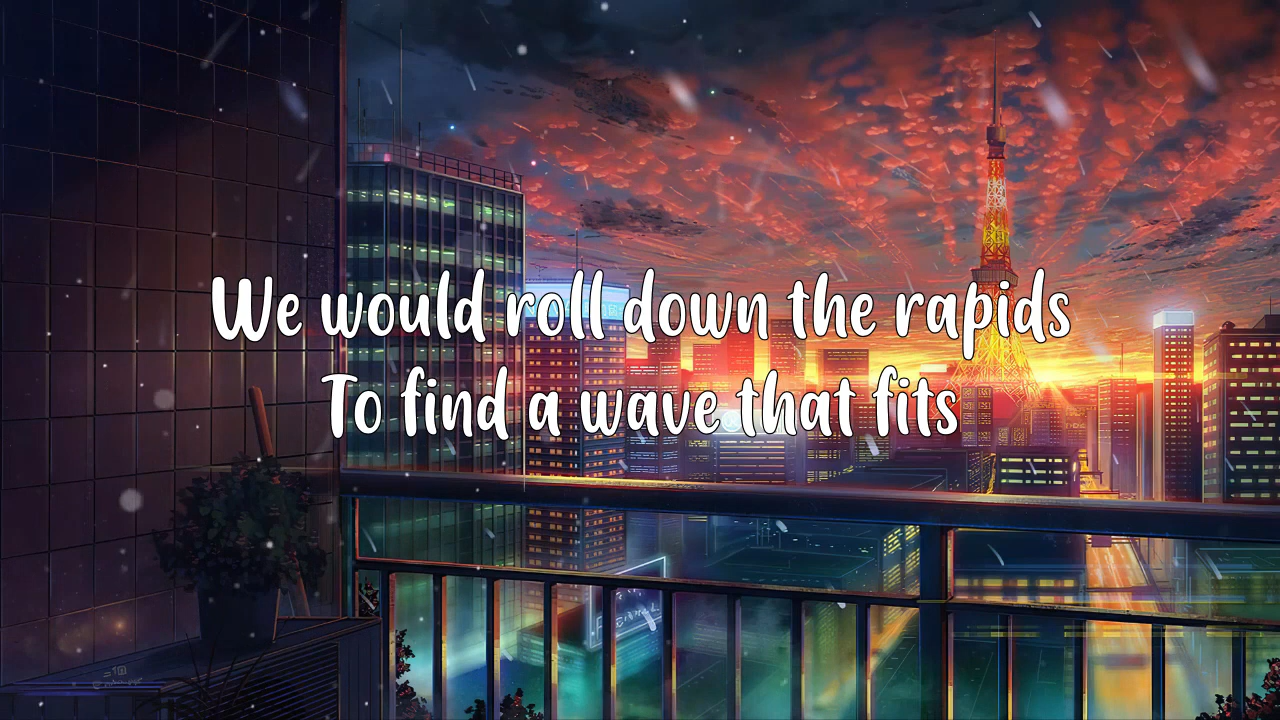 We would roll down the rapids
To find a wave that fits